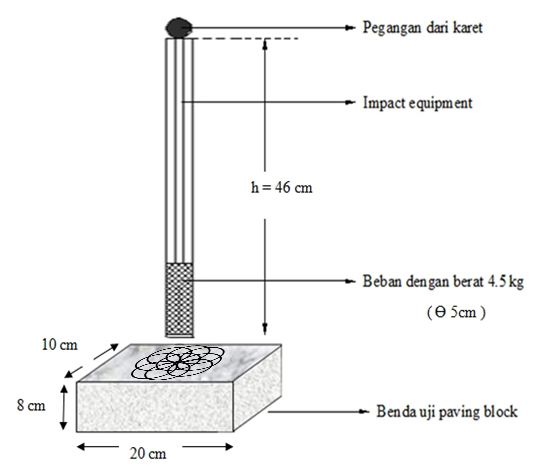 Pegangan dari karet
Impact equipment
h = 46 cm
Beban dengan berat 4.5 kg
( Ө 5cm )
10 cm
8 cm
Benda uji paving block
20 cm